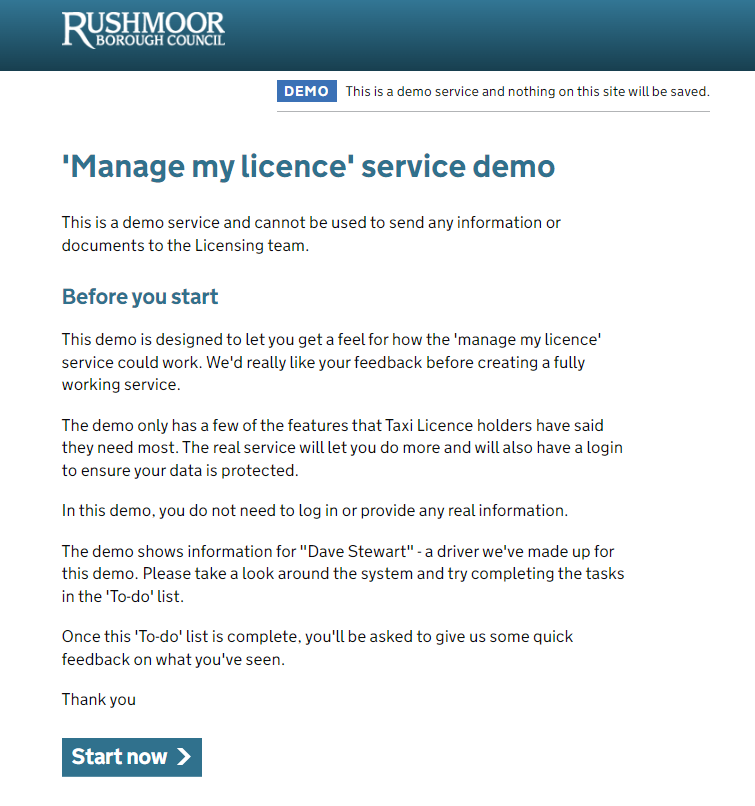 RUSHMOOR
BOROUGH COUNCIL
DEMO This is a demo service and nothing on this site will be saved.
'Manage my licence' service demo
This is a demo service and cannot be used to send any information or
documents to the Licensing team.
Before you start
This demo is designed to let you get a feel for how the 'manage my licence'
service could work. We'd really like your feedback before creating a fully
working service.
The demo only has a few of the features that Taxi Licence holders have said
they need most. The real service will let you do more and will also have a login
to ensure your data is protected.
In this demo, you do not need to log in or provide any real information.
The demo shows information for "Dave Stewart" - a driver we've made up for
this demo. Please take a look around the system and try completing the tasks
in the 'To-do' list.
Once this 'To-do' list is complete, you'll be asked to give us some quick
feedback on what you've seen.
Thank you
Start now